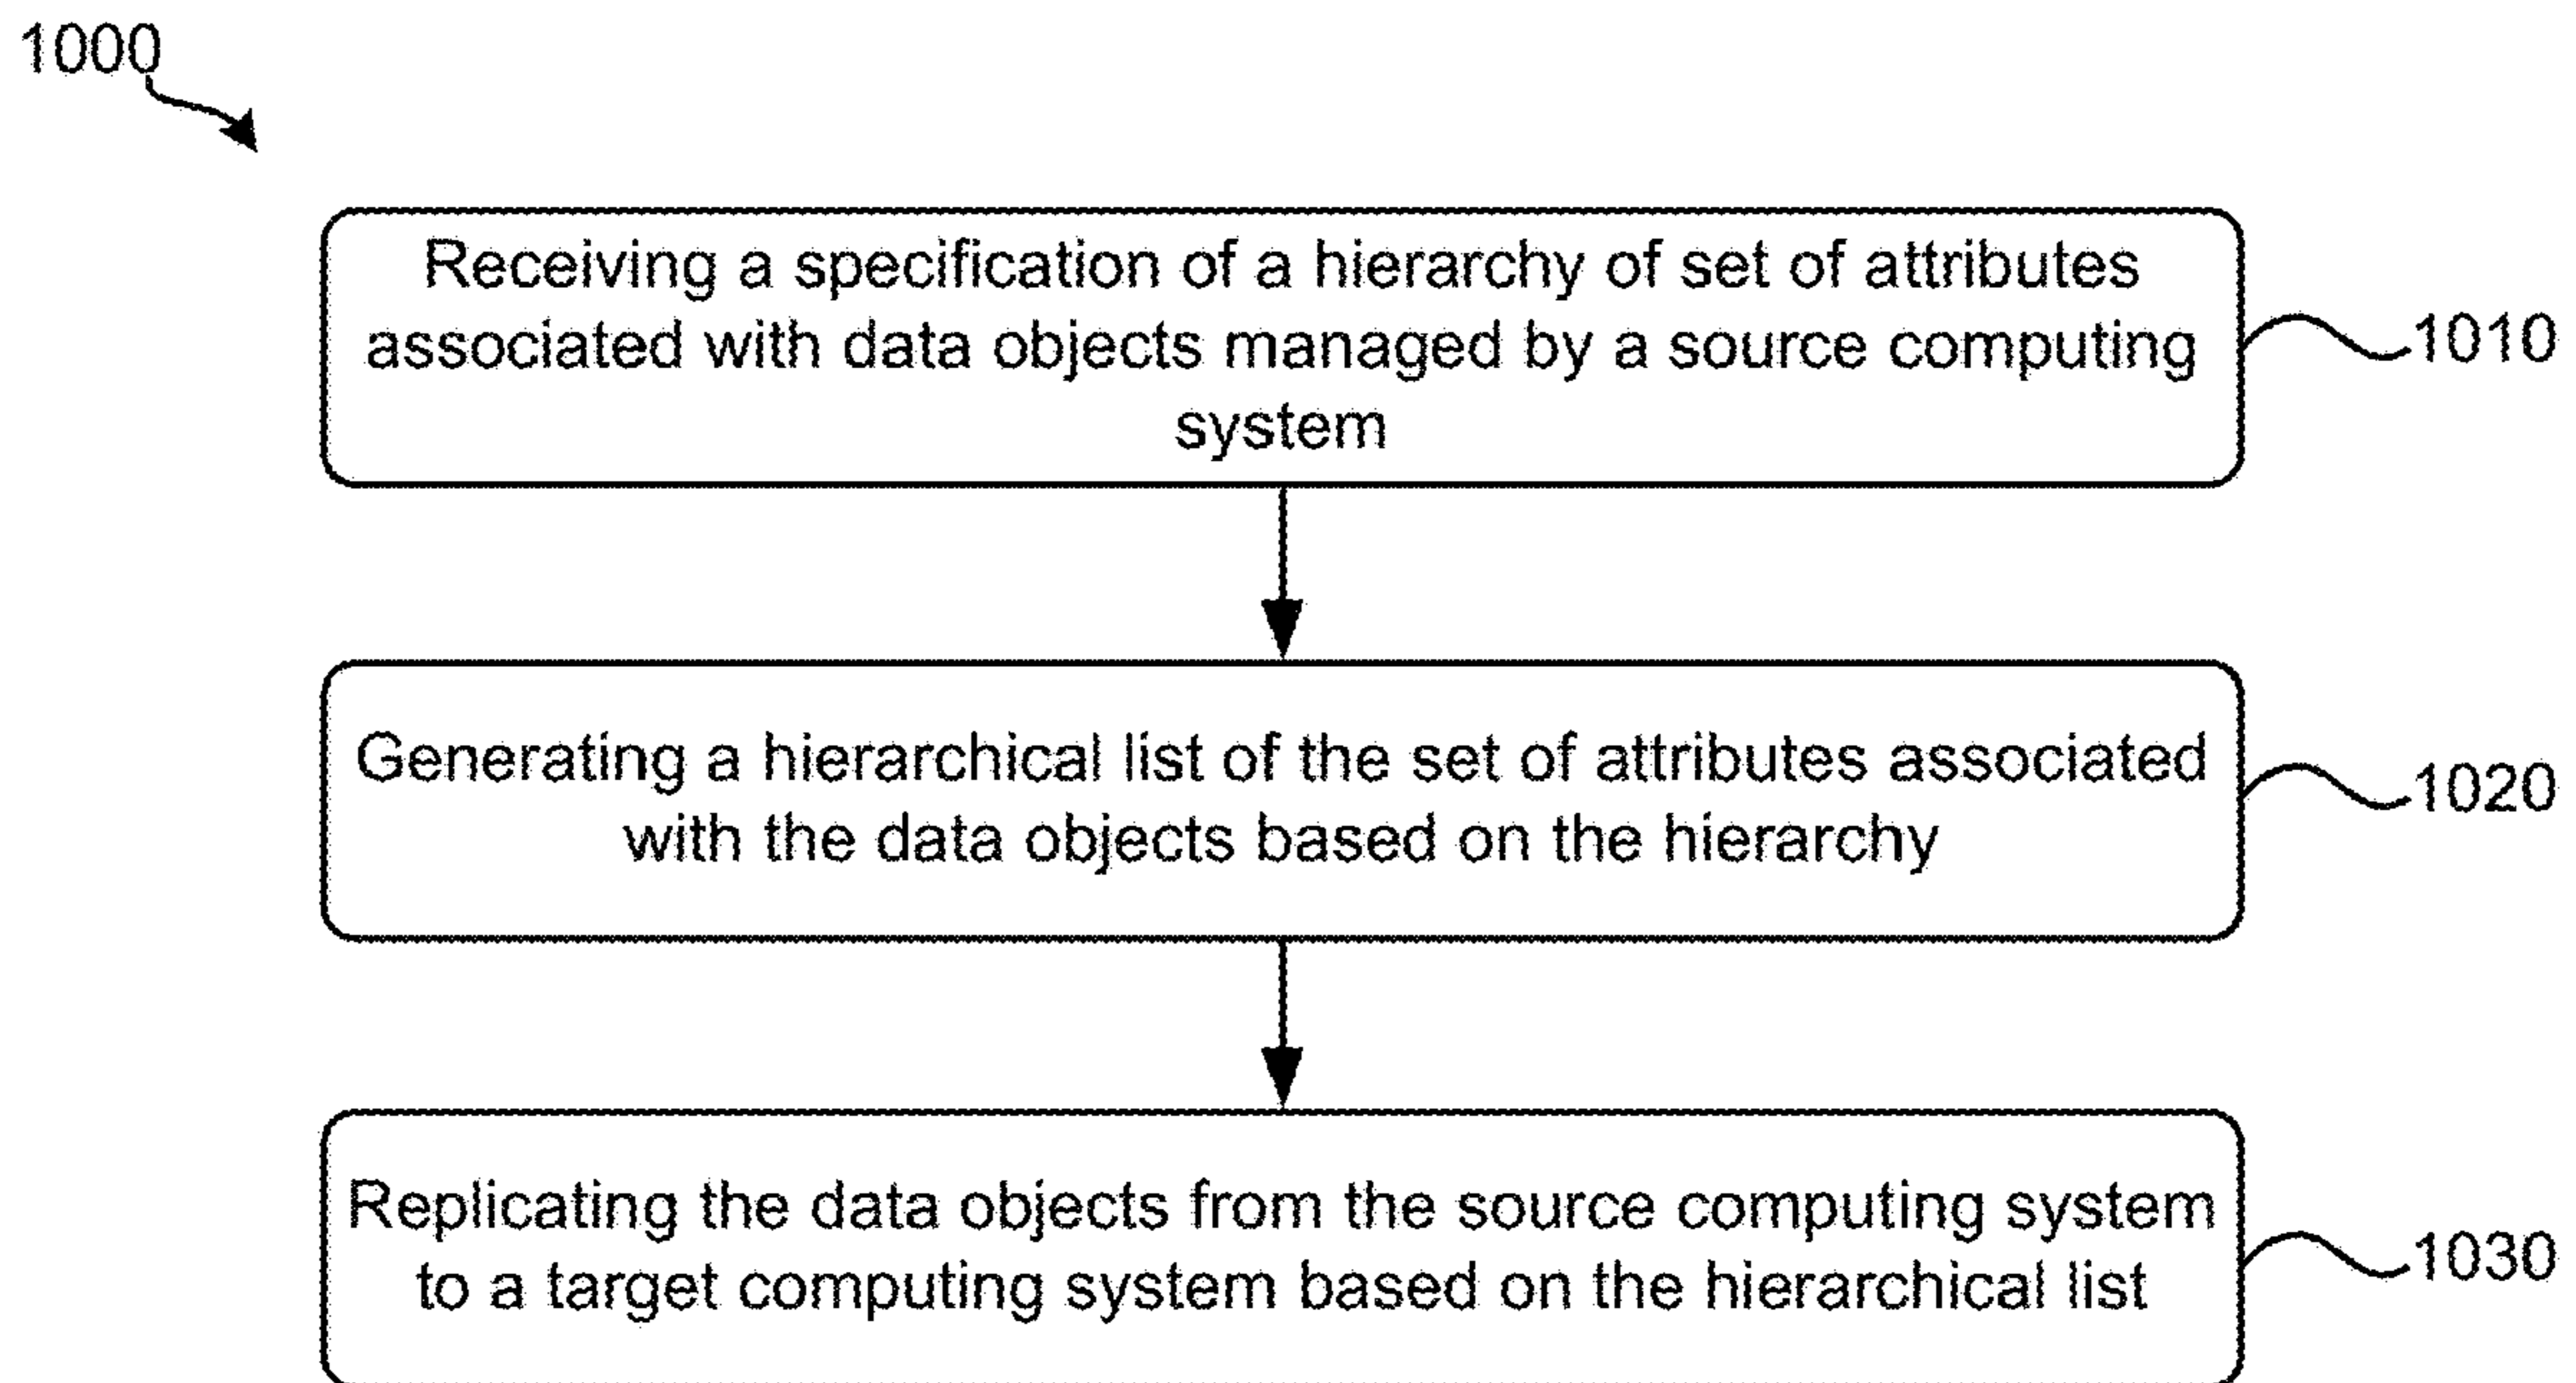 1000
Receiving a specification of a hierarchy of set of attributes
associated with data objects managed by a source computing
system
1010
Generating a hierarchical list of the set of attributes associated
with the data objects based on the hierarchy
1020
Replicating the data objects from the source computing system
to a target computing system based on the hierarchical list
1030